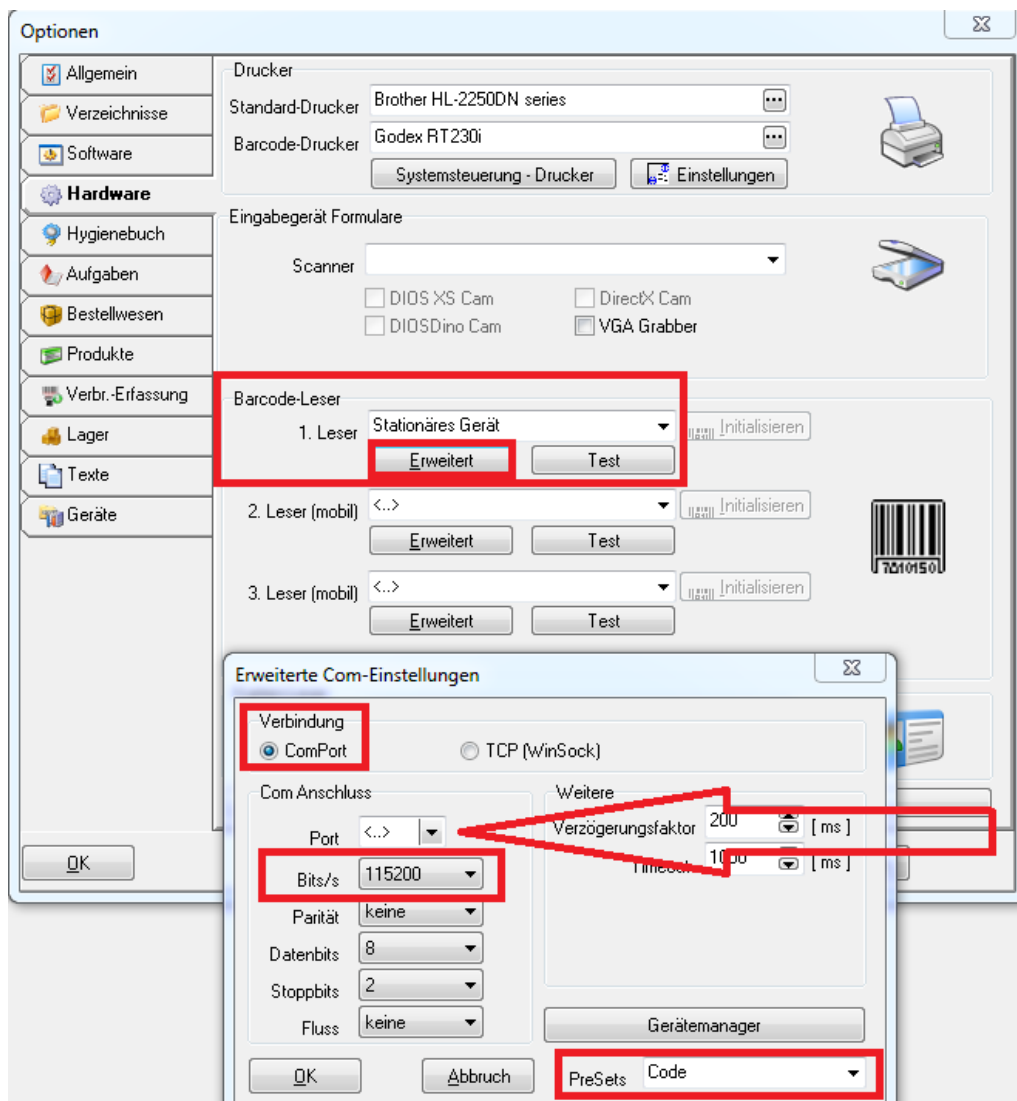 Optionen
Allgemein
Verzeichnisse
Software
Hardware
Hygienebuch
Aufgaben
Bestellwesen
Produkte
Verbr.-Erfassung
Lager
Texte
Geräte
Drucker
Standard-Drucker Brother HL-2250DN series
Barcode-Drucker Godex RT230i
Systemsteuerung - Drucker Einstellungen
Eingabegerät Formulare
Scanner
DIOS XS Cam DirectX Cam
DIOSDino Cam VGA Grabber
Barcode-Leser
1. Leser Stationäres Gerät Initialisieren
Erweitert Test
2. Leser (mobil) <..> Initialisieren
Erweitert Test
3. Leser (mobil) <..> Initialisieren
Erweitert Test
7010150
OK
Erweiterte Com-Einstellungen
Verbindung
ComPort TCP (WinSock)
Com Anschluss
Port <..>
Bits/s 115200
Parität keine
Datenbits 8
Stoppbits 2
Fluss keine
Weitere
Verzögerungsfaktor 200 [ ms ]
1000 [ ms ]
Gerätemanager
OK Abbruch PreSets Code